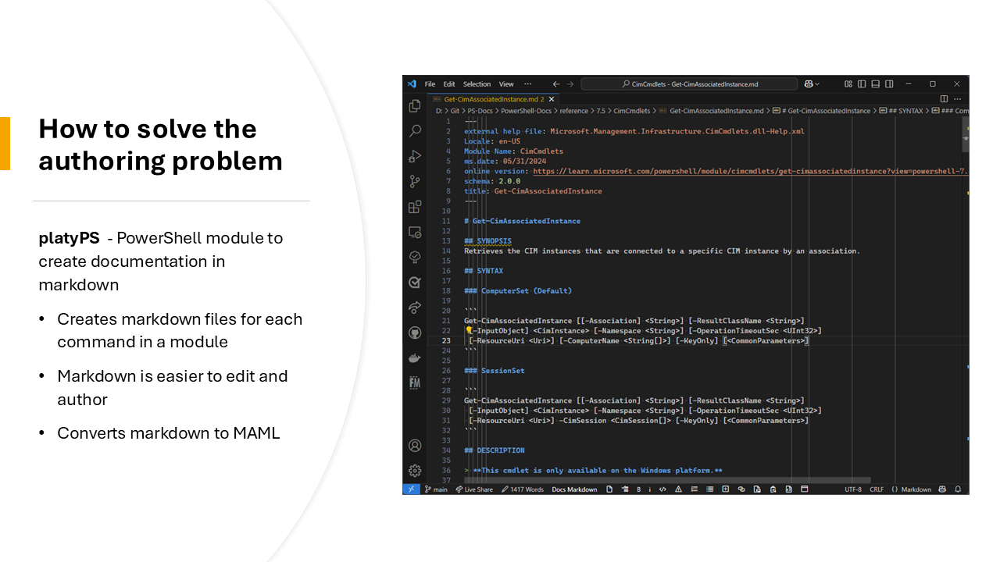 How to solve the
authoring problem
platyPS - PowerShell module to
create documentation in
markdown
• Creates markdown files for each
command in a module
• Markdown is easier to edit and
author
• Converts markdown to MAML
File Edit Selection View ··· CimCmdlets - Get-CimAssociatedInstance.md
Get-CimAssociatedInstance.md 2
D: > Git > PS-Docs > PowerShell-Docs > reference > 7.5 > CimCmdlets > Get-CimAssociatedInstance.md > # Get-CimAssociatedInstance > ## SYNTAX > ### Com
1 ---
2 external help file: Microsoft.Management.Infrastructure.CimCmdlets.dll-Help.xml
3 Locale: en-US
4 Module Name: CimCmdlets
5 ms.date: 05/31/2024
6 online version: https://learn.microsoft.com/powershell/module/cimcmdlets/get-cimassociatedinstance?view=powershell-7.
7 schema: 2.0.0
8 title: Get-CimAssociatedInstance
9 ---
10
11 # Get-CimAssociatedInstance
12
13 ## SYNOPSIS
14 Retrieves the CIM instances that are connected to a specific CIM instance by an association.
15
16 ## SYNTAX
17
18 ### ComputerSet (Default)
19
20 ```
21 Get-CimAssociatedInstance [[-Association] <String>] [-ResultClassName <String>]
22 [-InputObject] <CimInstance> [-Namespace <String>] [-OperationTimeoutSec <UInt32>]
23 [-ResourceUri <Uri>] [-ComputerName <String[]>] [-KeyOnly] [<CommonParameters>]
24 ```
25
26 ### SessionSet
27
28 ```
29 Get-CimAssociatedInstance [[-Association] <String>] [-ResultClassName <String>]
30 [-InputObject] <CimInstance> [-Namespace <String>] [-OperationTimeoutSec <UInt32>]
31 [-ResourceUri <Uri>] -CimSession <CimSession[]> [-KeyOnly] [<CommonParameters>]
32 ```
33
34 ## DESCRIPTION
35
36 > **This cmdlet is only available on the Windows platform.**
37
FM
main Live Share 1417 Words Docs Markdown B i UTF-8 CRLF {} Markdown